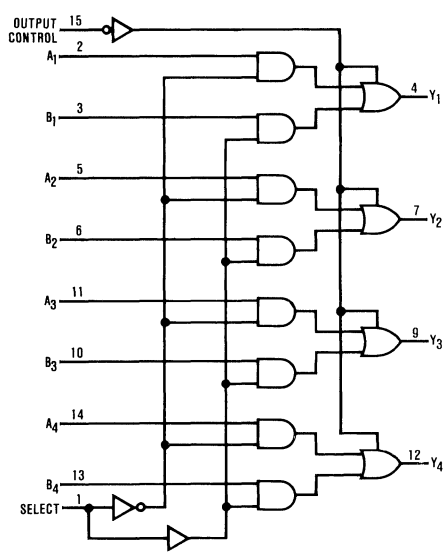 OUTPUT CONTROL 15
A1 2
4 Y1
B1 3
A2 5
7 Y2
B2 6
A3 11
9 Y3
B3 10
A4 14
12 Y4
B4 13
SELECT 1